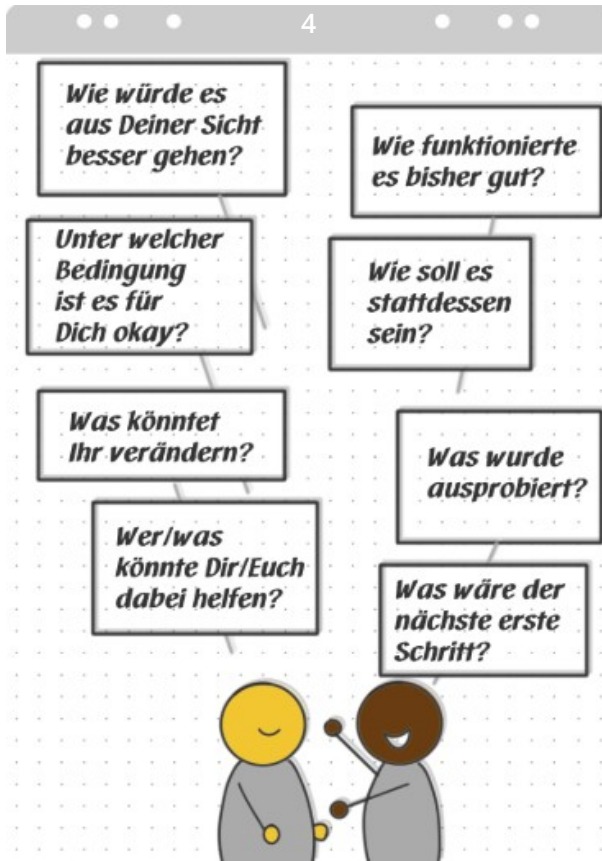 4
Wie würde es
aus Deiner Sicht
besser gehen?
Wie funktionierte
es bisher gut?
Unter welcher
Bedingung
ist es für
Dich okay?
Wie soll es
stattdessen
sein?
Was könntet
Ihr verändern?
Was wurde
ausprobiert?
Wer/was
könnte Dir/Euch
dabei helfen?
Was wäre der
nächste erste
Schritt?